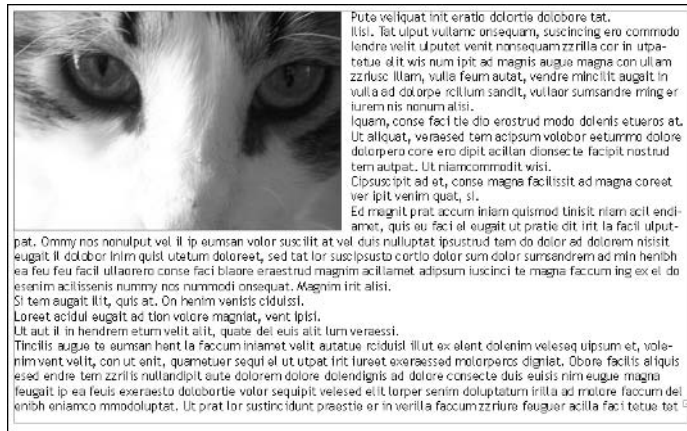 Pute veliquat init eratio dolortie dolobore tat.
Ilisl. Tat ulput vullamc onsequam, suscincing ero commodo
lendre velit ulputet venit nonsequam zzrilla cor in utpa-
tetue elit wis num ipit ad magnis augue magna con ullam
zzriusc illam, vulla feum autat, vendre mincilit augait in
vulla ad dolorpe rcilium sandit, vullaor sumsandre ming er
iurem nis nonum alisi.
Iquam, conse faci tie dio erostrud modo dolenis etueros at.
Ut aliquat, veraesed tem acipsum volobor eetummo dolore
dolorpero core ero dipit acillan dionsecte facipit nostrud
tem autpat. Ut niamcommodit wisi.
Cipsuscipit ad et, conse magna facilissit ad magna coreet
ver ipit venim quat, si.
Ed magnit prat accum iniam quismod tinisit niam acil endi-
amet, quis eu faci el eugait ut pratie dit irit la facil ulput-
pat. Ommy nos nonulput vel il ip eumsan volor suscilit at vel duis nulluptat ipsustrud tem do dolor ad dolorem nisisit
eugait il dolobor inim quisl utetum doloreet, sed tat lor suscipsusto cortio dolor sum dolor sumsandrem ad min henibh
ea feu feu facil ullaorero conse faci blaore eraestrud magnim acillamet adipsum iuscinci te magna faccum ing ex el do
esenim acilissenis nummy nos nummodi onsequat. Magnim irit alisi.
Si tem augait ilit, quis at. On henim venisis ciduissi.
Loreet acidui eugait ad tion volore magniat, vent ipisi.
Ut aut il in hendrem etum velit alit, quate del euis alit lum veraessi.
Tincilis augue te eumsan hent la faccum iniamet velit autatue rciduisl illut ex elent dolenim veleseq uipsum et, vole-
nim vent velit, con ut enit, quametuer sequi el ut utpat irit iureet exeraessed molorperos digniat. Obore facilis aliquis
esed endre tem zzrilis nullandipit aute dolorem dolore dolendignis ad dolore consecte duis euisis nim eugue magna
feugait ip ea feuis exeraesto dolobortie volor sequipit velesed elit lorper senim doluptatum irilla ad molore faccum del
enibh eniamco mmodoluptat. Ut prat lor sustincidunt praestie er in verilla faccum zzriure feuguer acilla faci tetue tet